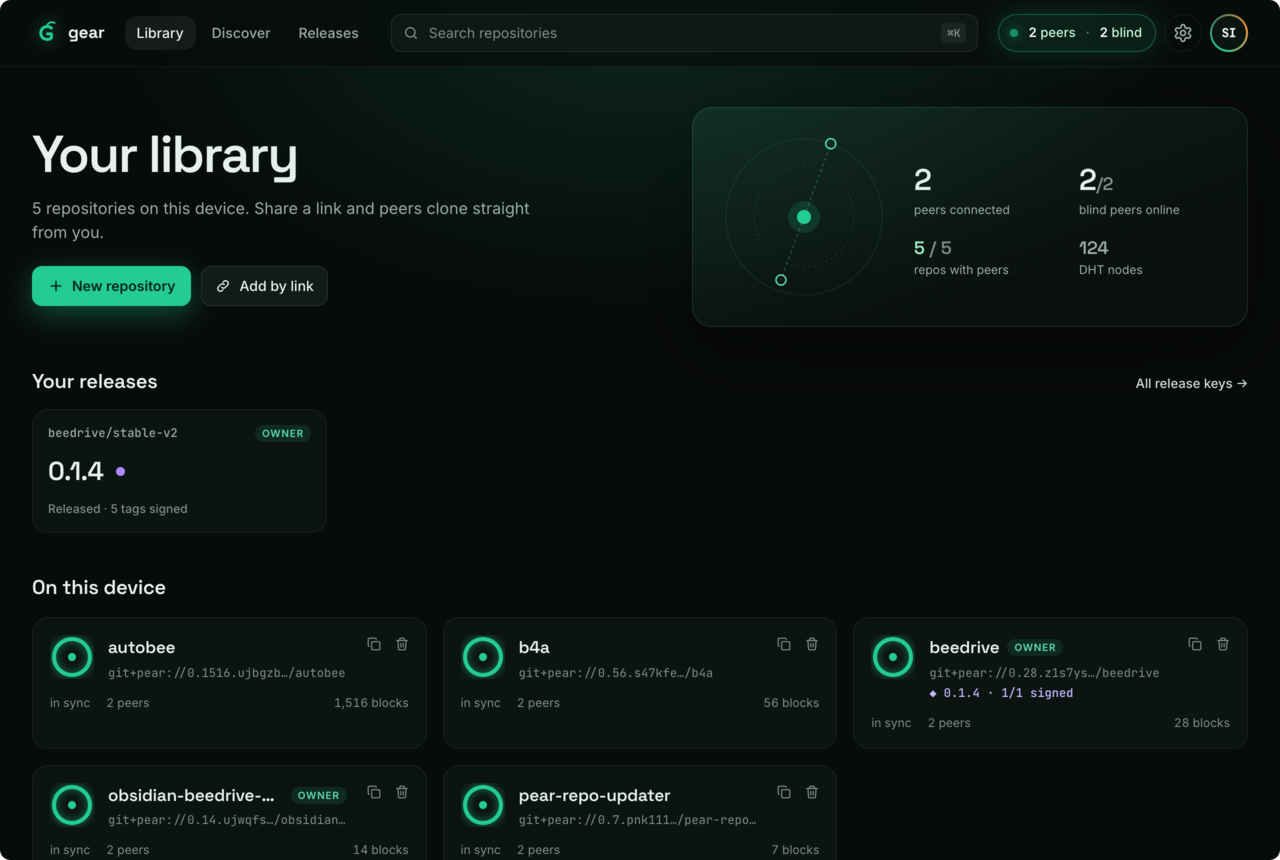 gear
Library
Discover
Releases
Search repositories
⌘K
2 peers · 2 blind
SI
Your library
5 repositories on this device. Share a link and peers clone straight
from you.
+ New repository
Add by link
2
peers connected
2/2
blind peers online
5 / 5
repos with peers
124
DHT nodes
Your releases
All release keys →
beedrive/stable-v2
OWNER
0.1.4
Released · 5 tags signed
On this device
autobee
git+pear://0.1516.ujbgzb…/autobee
in sync 2 peers 1,516 blocks
b4a
git+pear://0.56.s47kfe…/b4a
in sync 2 peers 56 blocks
beedrive OWNER
git+pear://0.28.z1s7ys…/beedrive
◆ 0.1.4 · 1/1 signed
in sync 2 peers 28 blocks
obsidian-beedrive-… OWNER
git+pear://0.14.ujwqfs…/obsidian…
in sync 2 peers 14 blocks
pear-repo-updater
git+pear://0.7.pnk111…/pear-repo…
in sync 2 peers 7 blocks